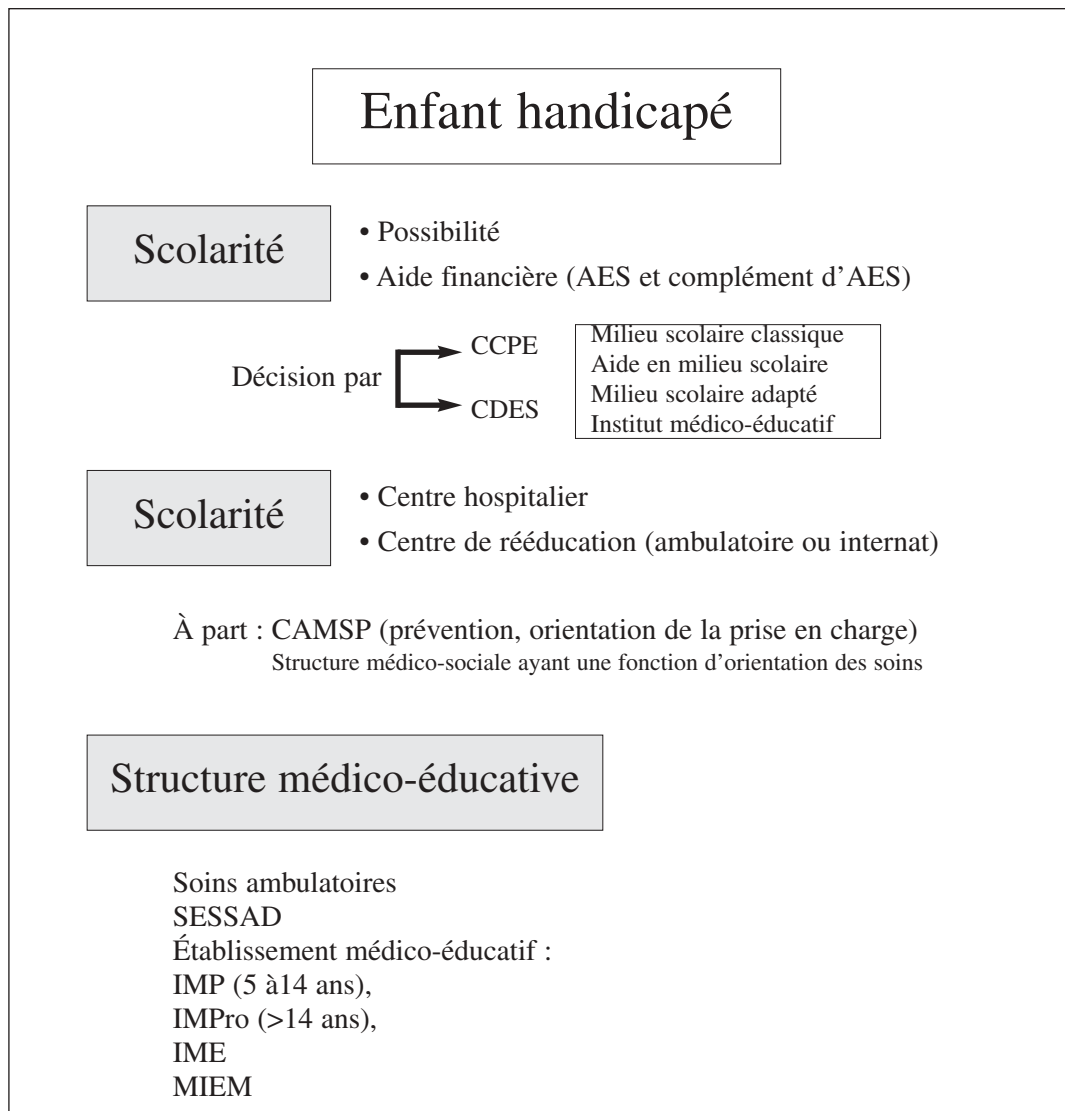 Enfant handicapé
Scolarité
• Possibilité
• Aide financière (AES et complément d’AES)
Décision par
CCPE
CDES
Milieu scolaire classique
Aide en milieu scolaire
Milieu scolaire adapté
Institut médico-éducatif
Scolarité
• Centre hospitalier
• Centre de rééducation (ambulatoire ou internat)
À part : CAMSP (prévention, orientation de la prise en charge)
Structure médico-sociale ayant une fonction d’orientation des soins
Structure médico-éducative
Soins ambulatoires
SESSAD
Établissement médico-éducatif :
IMP (5 à14 ans),
IMPro (>14 ans),
IME
MIEM